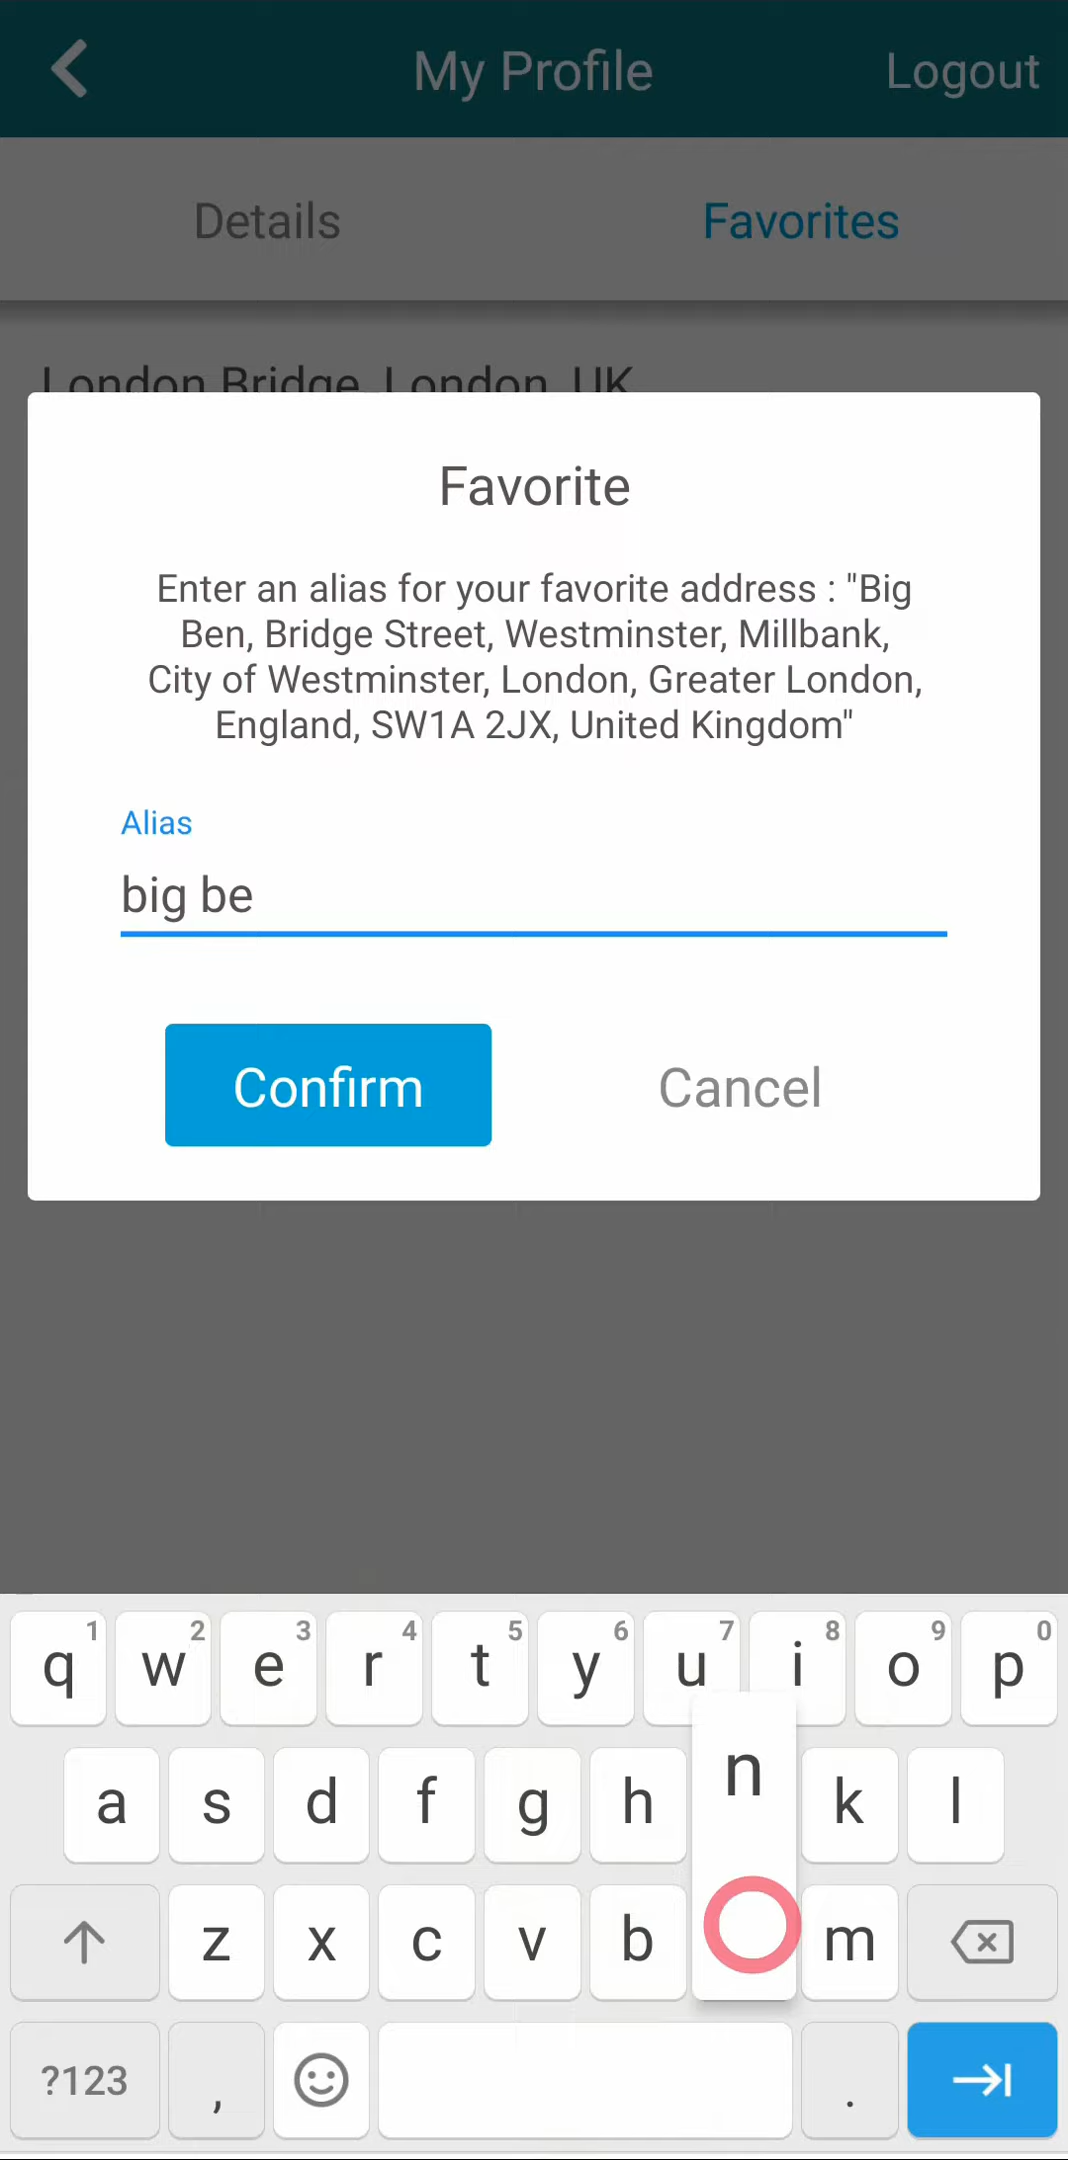 My Profile
Logout
Details
Favorites
London Bridge, London, UK
Favorite
Enter an alias for your favorite address : "Big
Ben, Bridge Street, Westminster, Millbank,
City of Westminster, London, Greater London,
England, SW1A 2JX, United Kingdom"
Alias
big be
Confirm
Cancel
q 1 w 2 e 3 r 4 t 5 y 6 u 7 i 8 o 9 p 0
a s d f g h n k l
z x c v b m
?123 , .